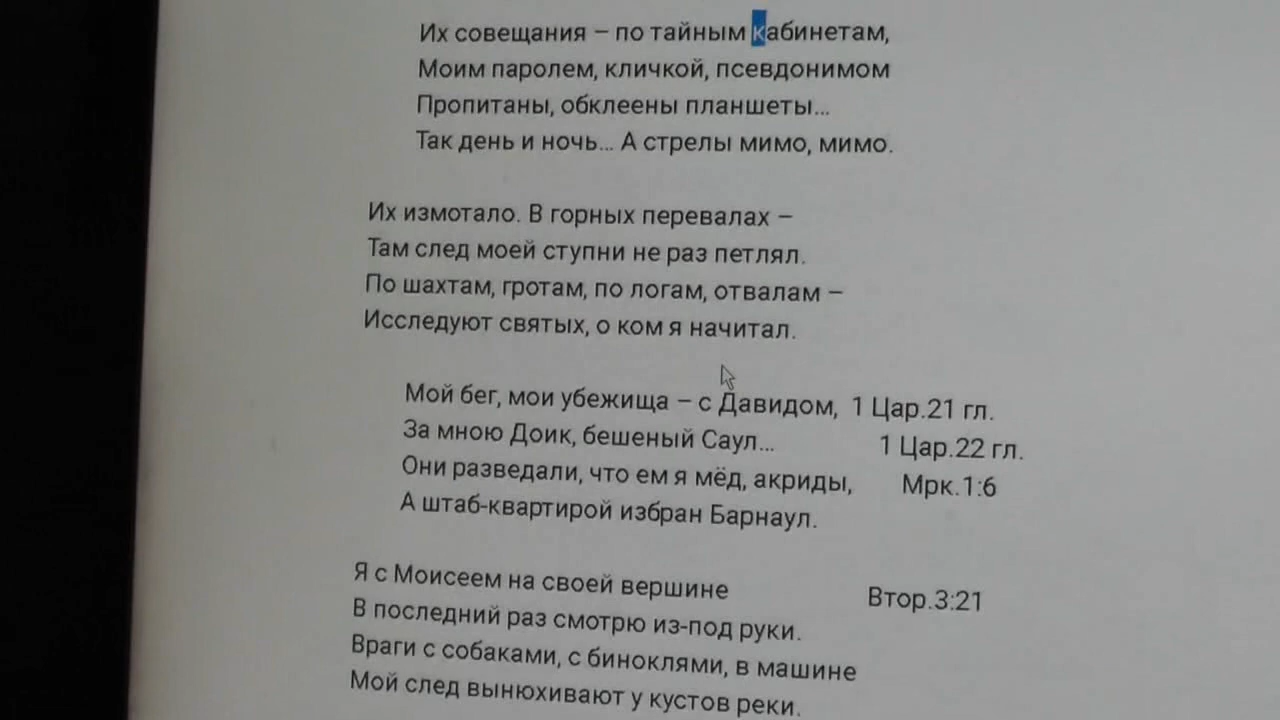 Их совещания – по тайным кабинетам,
Моим паролем, кличкой, псевдонимом
Пропитаны, обклеены планшеты…
Так день и ночь… А стрелы мимо, мимо.
Их измотало. В горных перевалах –
Там след моей ступни не раз петлял.
По шахтам, гротам, по логам, отвалам –
Исследуют святых, о ком я начитал.
Мой бег, мои убежища – с Давидом, 1 Цар.21 гл.
За мною Доик, бешеный Саул… 1 Цар.22 гл.
Они разведали, что ем я мёд, акриды, Мрк.1:6
А штаб-квартирой избран Барнаул.
Я с Моисеем на своей вершине Втор.3:21
В последний раз смотрю из-под руки.
Враги с собаками, с биноклями, в машине
Мой след вынюхивают у кустов реки.